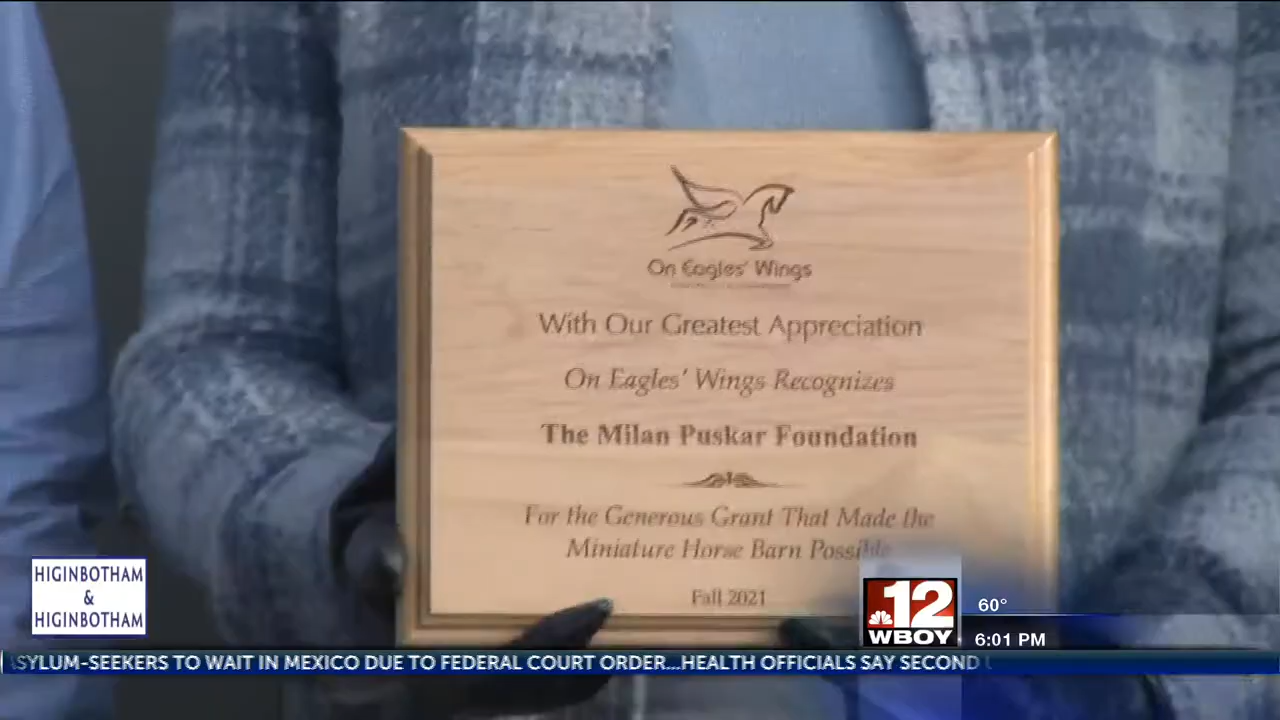 On Eagles' Wings
With Our Greatest Appreciation
On Eagles' Wings Recognizes
The Milan Puskar Foundation
For the Generous Grant That Made the
Miniature Horse Barn Possible
Fall 2021
HIGINBOTHAM
&
HIGINBOTHAM
12
WBOY
60°
6:01 PM
ASYLUM-SEEKERS TO WAIT IN MEXICO DUE TO FEDERAL COURT ORDER...HEALTH OFFICIALS SAY SECOND